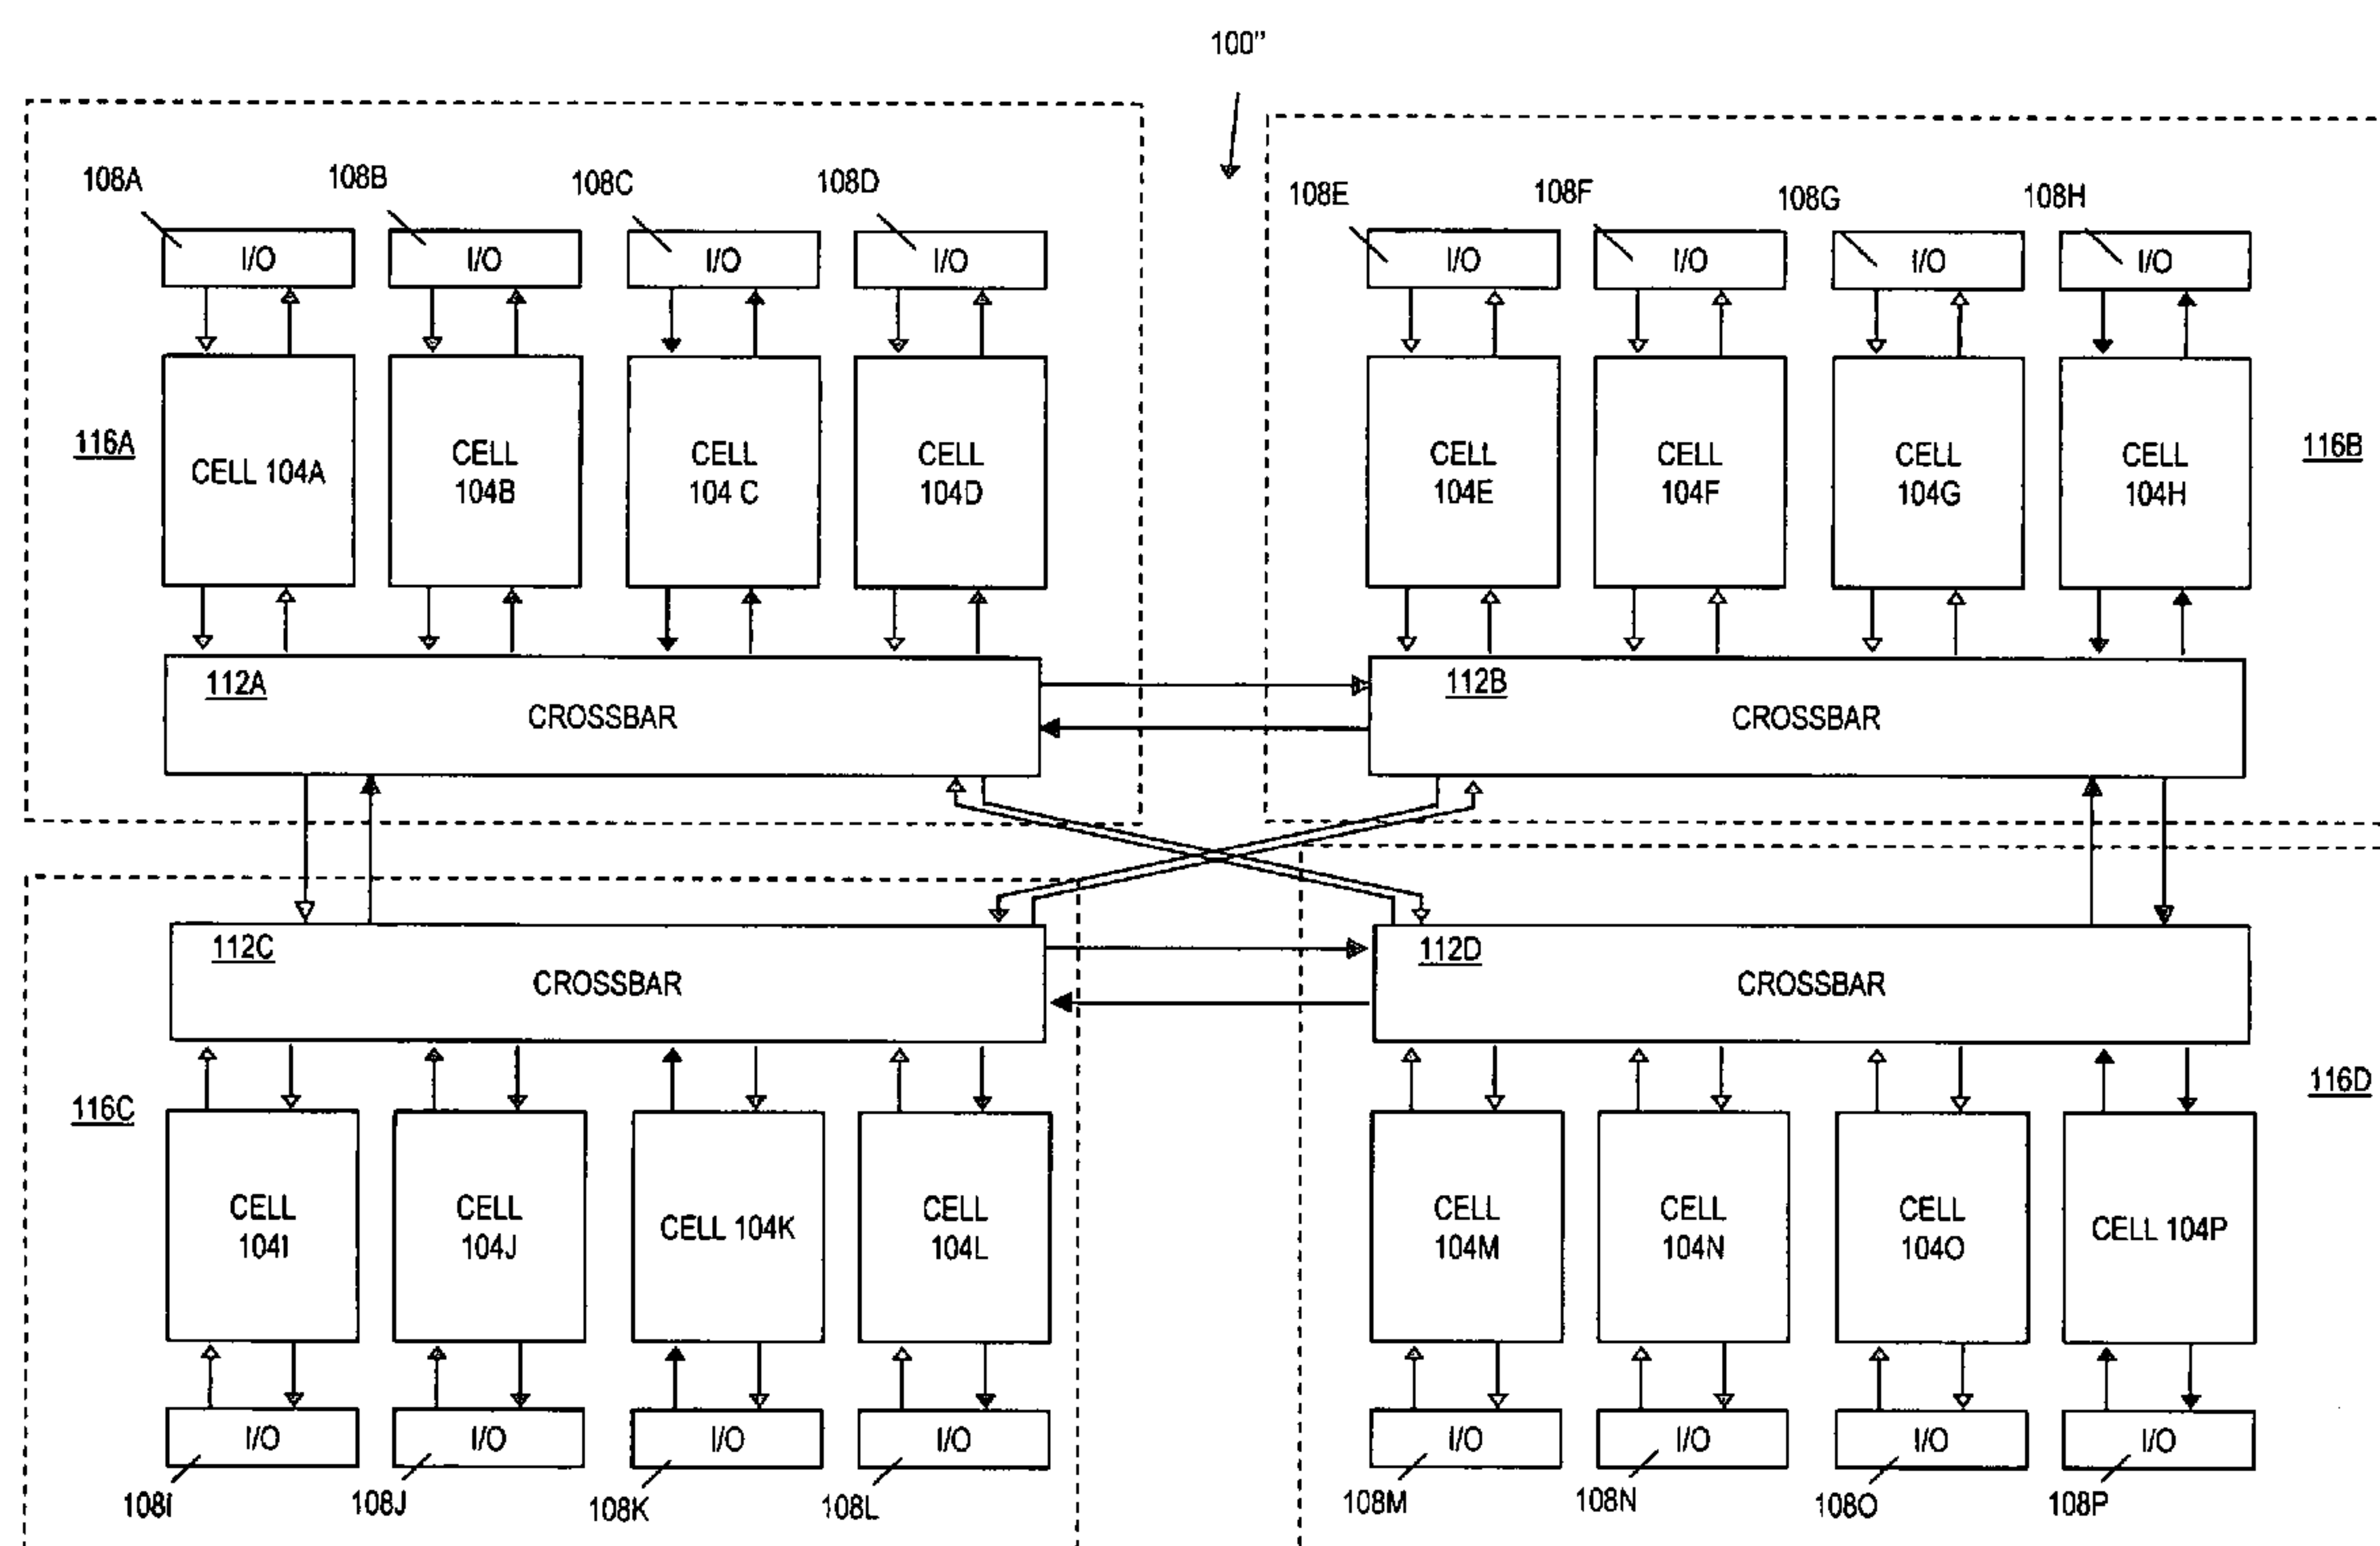 100"
108A
108B
108C
108D
108E
108F
108G
108H
I/O
I/O
I/O
I/O
I/O
I/O
I/O
I/O
116A
CELL 104A
CELL
104B
CELL
104 C
CELL
104D
CELL
104E
CELL
104F
CELL
104G
CELL
104H
116B
112A
CROSSBAR
112B
CROSSBAR
112C
CROSSBAR
112D
CROSSBAR
116C
CELL
104I
CELL
104J
CELL 104K
CELL
104L
CELL
104M
CELL
104N
CELL
104O
CELL 104P
116D
I/O
I/O
I/O
I/O
I/O
I/O
I/O
I/O
108I
108J
108K
108L
108M
108N
108O
108P